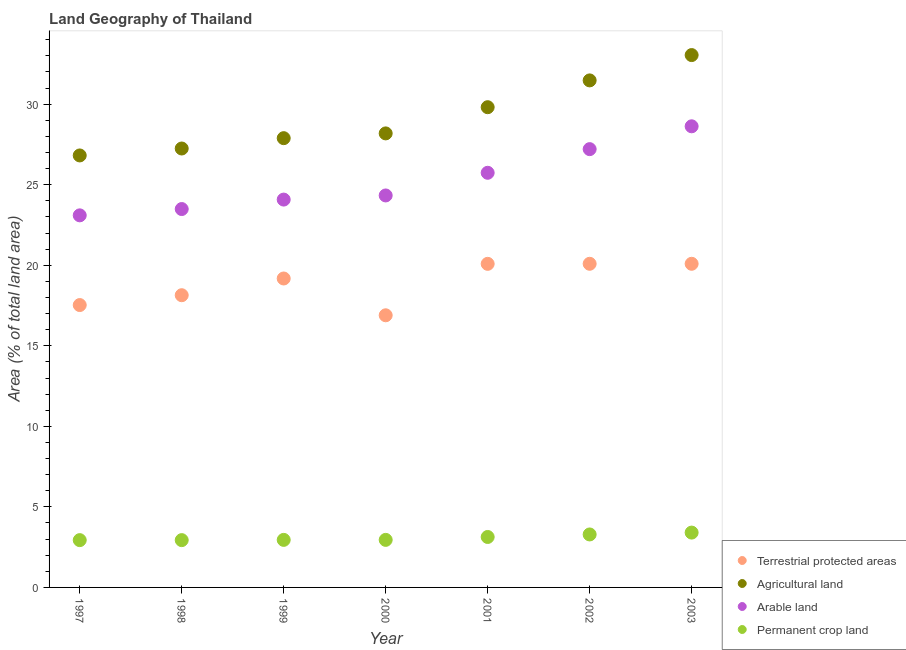 Land Geography of Thailand
Area (% of total land area)
30
25
20
15
10
5
0
1997
1998
1999
2000
2001
2002
2003
Year
Terrestrial protected areas
Agricultural land
Arable land
Permanent crop land